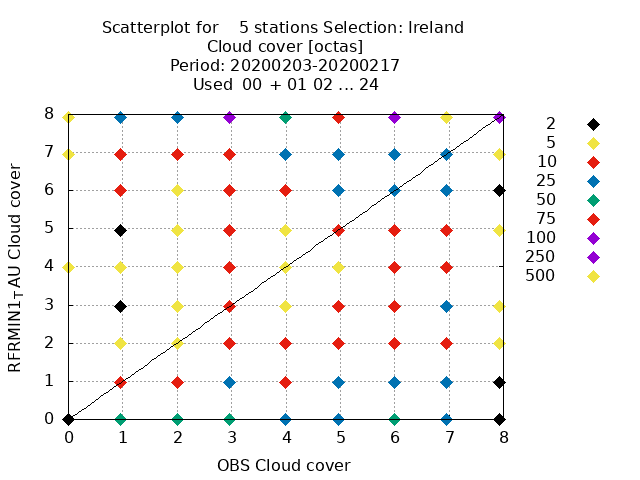 Scatterplot for    5 stations Selection: Ireland
Cloud cover [octas]
Period: 20200203-20200217
Used  00  + 01 02 ... 24
RFRMIN1TAU Cloud cover
8
7
6
5
4
3
2
1
0
0 1 2 3 4 5 6 7 8
OBS Cloud cover
2
5
10
25
50
75
100
250
500